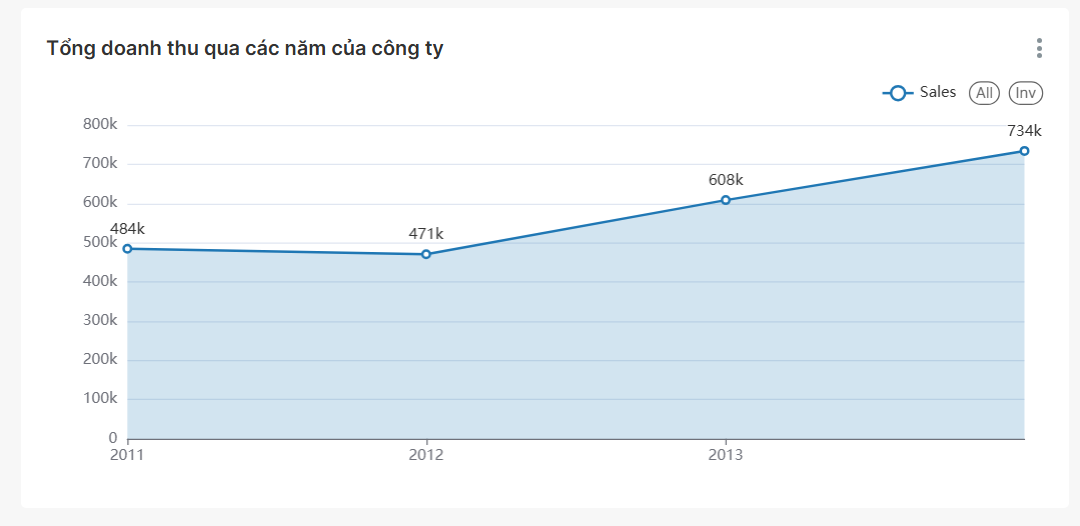 Tổng doanh thu qua các năm của công ty
Sales All Inv
800k
734k
700k
608k
600k
484k
471k
500k
400k
300k
200k
100k
0
2011 2012 2013